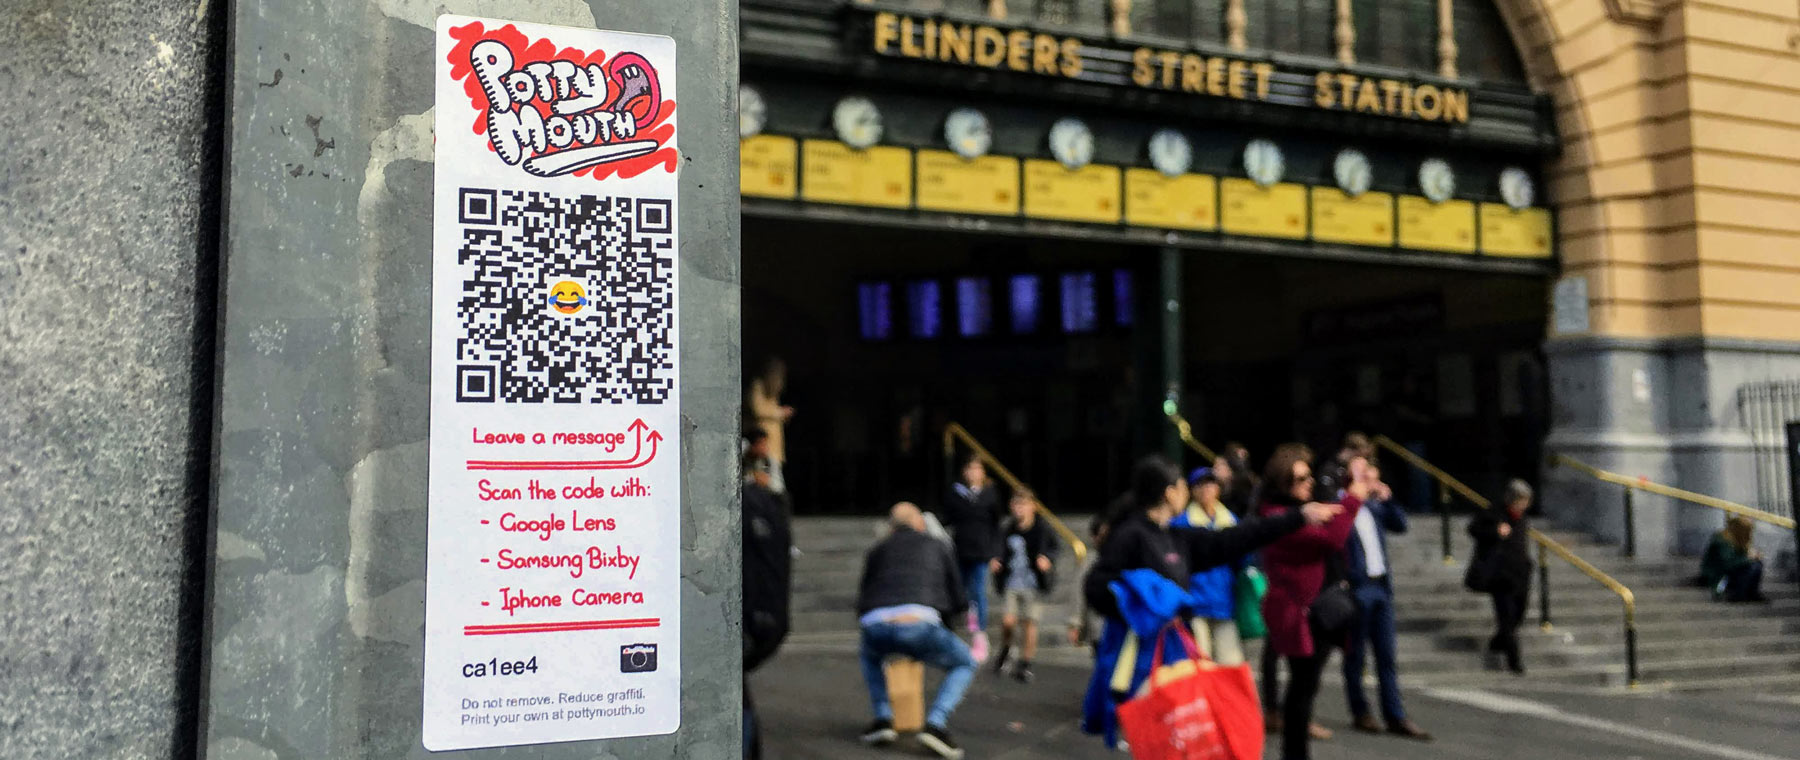 POTTY
MOUTH
Leave a message
Scan the code with:
- Google Lens
- Samsung Bixby
- Iphone Camera
ca1ee4
Do not remove. Reduce graffiti.
Print your own at pottymouth.io
FLINDERS STREET STATION